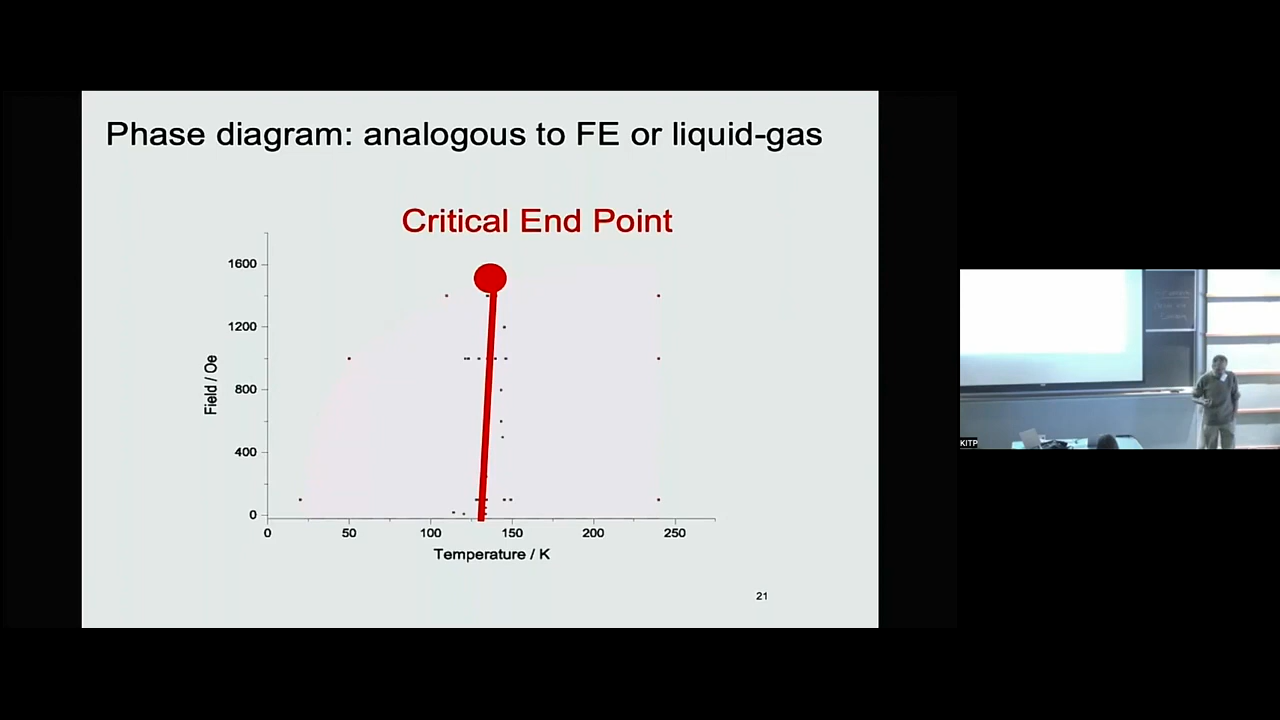 Phase diagram: analogous to FE or liquid-gas
Critical End Point
1600
1200
800
400
0
Field / Oe
0 50 100 150 200 250
Temperature / K
21
KITP